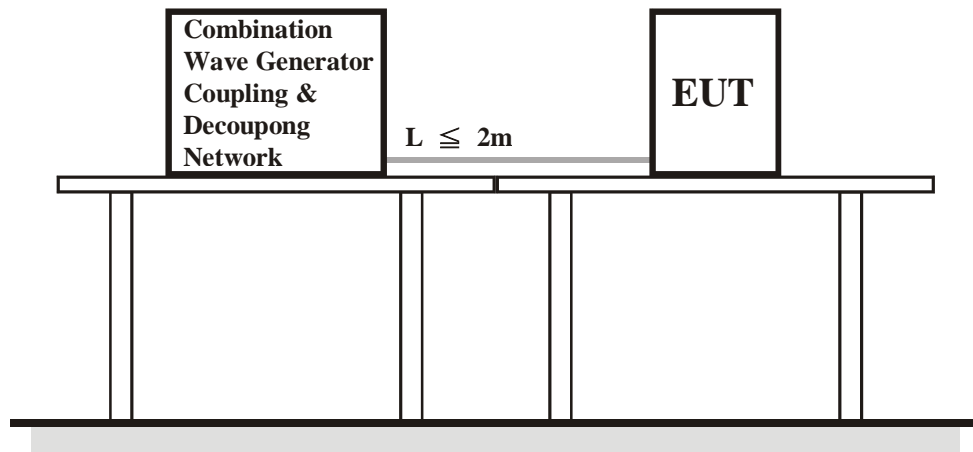 Combination
Wave Generator
Coupling &
Decoupong
Network
L ≦ 2m
EUT